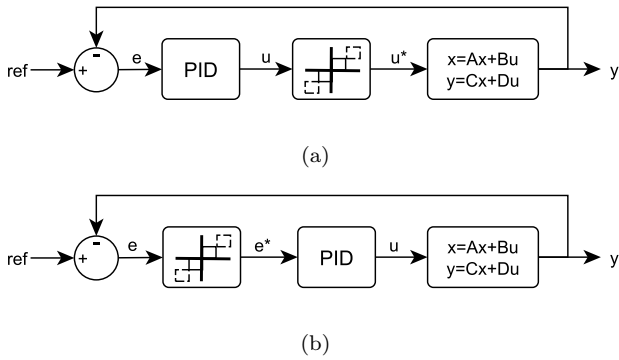 -
ref
+
e
PID
u
u*
x=Ax+Bu
y=Cx+Du
y
(a)
-
ref
+
e
e*
PID
u
x=Ax+Bu
y=Cx+Du
y
(b)